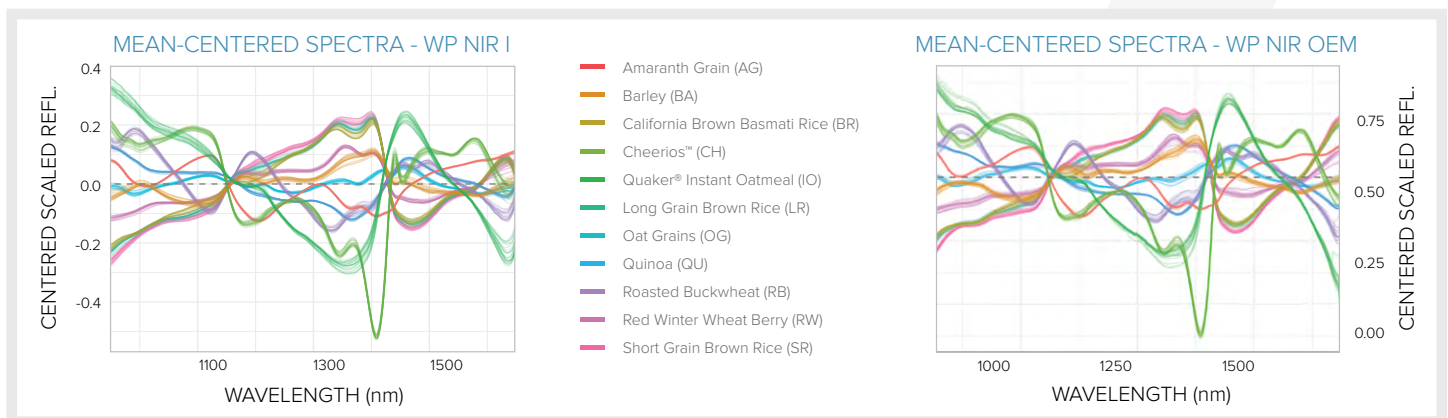 MEAN-CENTERED SPECTRA - WP NIR I
CENTERED SCALED REFL.
0.4
0.2
0.0
-0.2
-0.4
1100
1300
1500
WAVELENGTH (nm)
Amaranth Grain (AG)
Barley (BA)
California Brown Basmati Rice (BR)
Cheerios™ (CH)
Quaker® Instant Oatmeal (IO)
Long Grain Brown Rice (LR)
Oat Grains (OG)
Quinoa (QU)
Roasted Buckwheat (RB)
Red Winter Wheat Berry (RW)
Short Grain Brown Rice (SR)
MEAN-CENTERED SPECTRA - WP NIR OEM
0.75
0.50
0.25
0.00
CENTERED SCALED REFL.
1000
1250
1500
WAVELENGTH (nm)